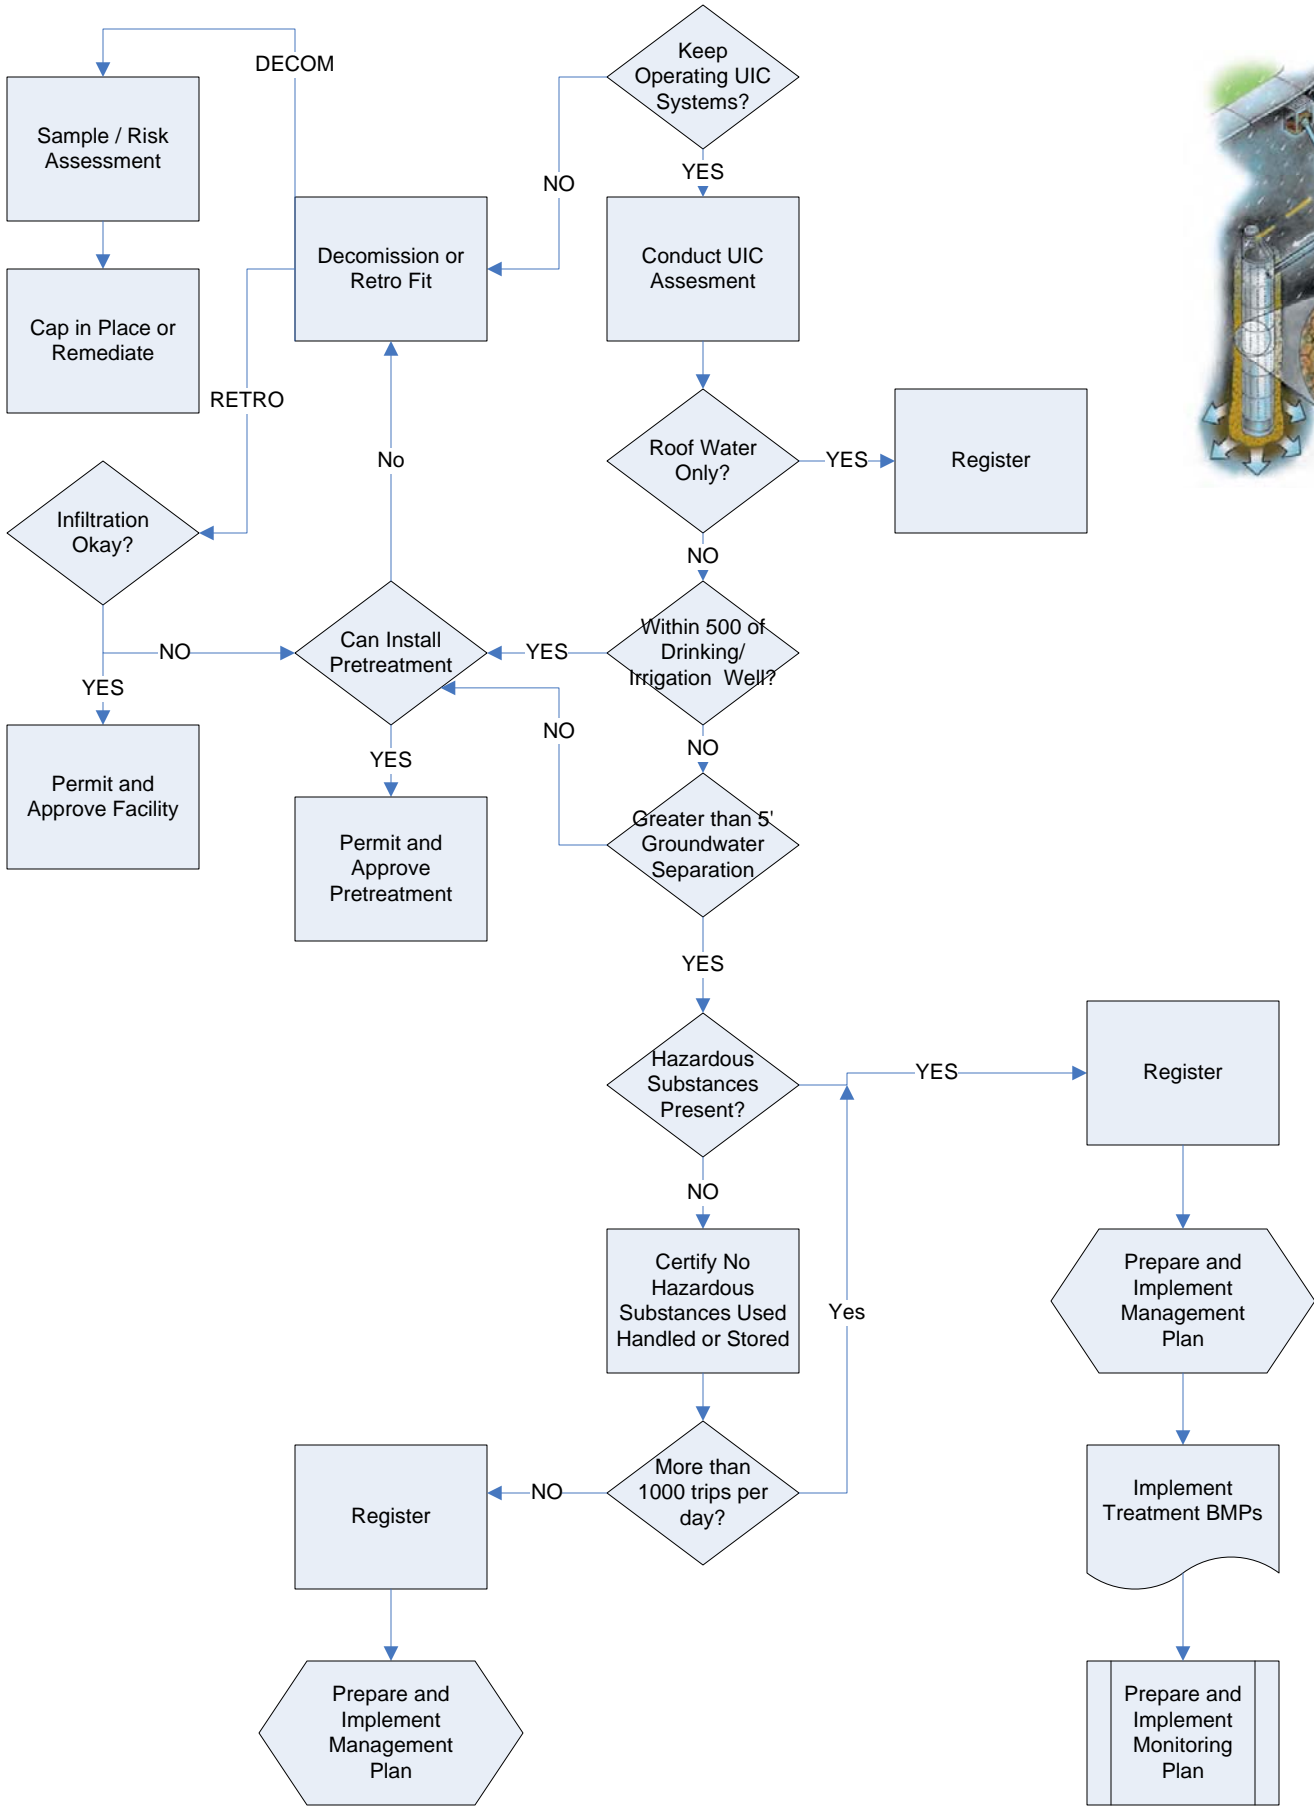 Keep
Operating UIC
Systems?
DECOM
NO
YES
Sample / Risk
Assessment
Decomission or
Retro Fit
Conduct UIC
Assesment
Cap in Place or
Remediate
RETRO
No
Roof Water
Only?
YES
Register
Infiltration
Okay?
NO
Can Install
Pretreatment
YES
Within 500 of
Drinking/
Irrigation Well?
NO
YES
NO
NO
YES
Permit and
Approve Facility
Permit and
Approve
Pretreatment
Greater than 5'
Groundwater
Separation
YES
Hazardous
Substances
Present?
YES
Register
NO
Certify No
Hazardous
Substances Used
Handled or Stored
Yes
Prepare and
Implement
Management
Plan
Register
NO
More than
1000 trips per
day?
Implement
Treatment BMPs
Prepare and
Implement
Management
Plan
Prepare and
Implement
Monitoring
Plan